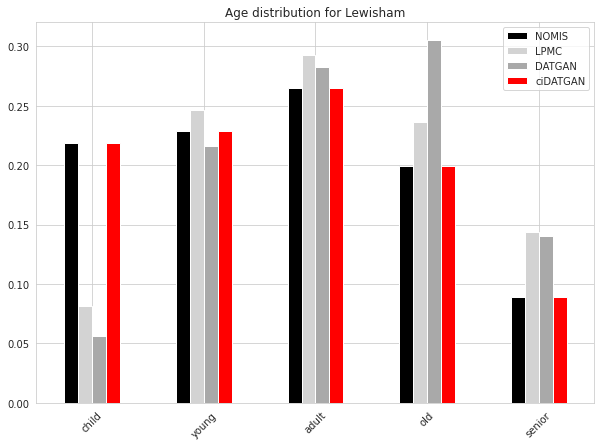 Age distribution for Lewisham
NOMIS
LPMC
DATGAN
ciDATGAN
0.30
0.25
0.20
0.15
0.10
0.05
0.00
child
young
adult
old
senior